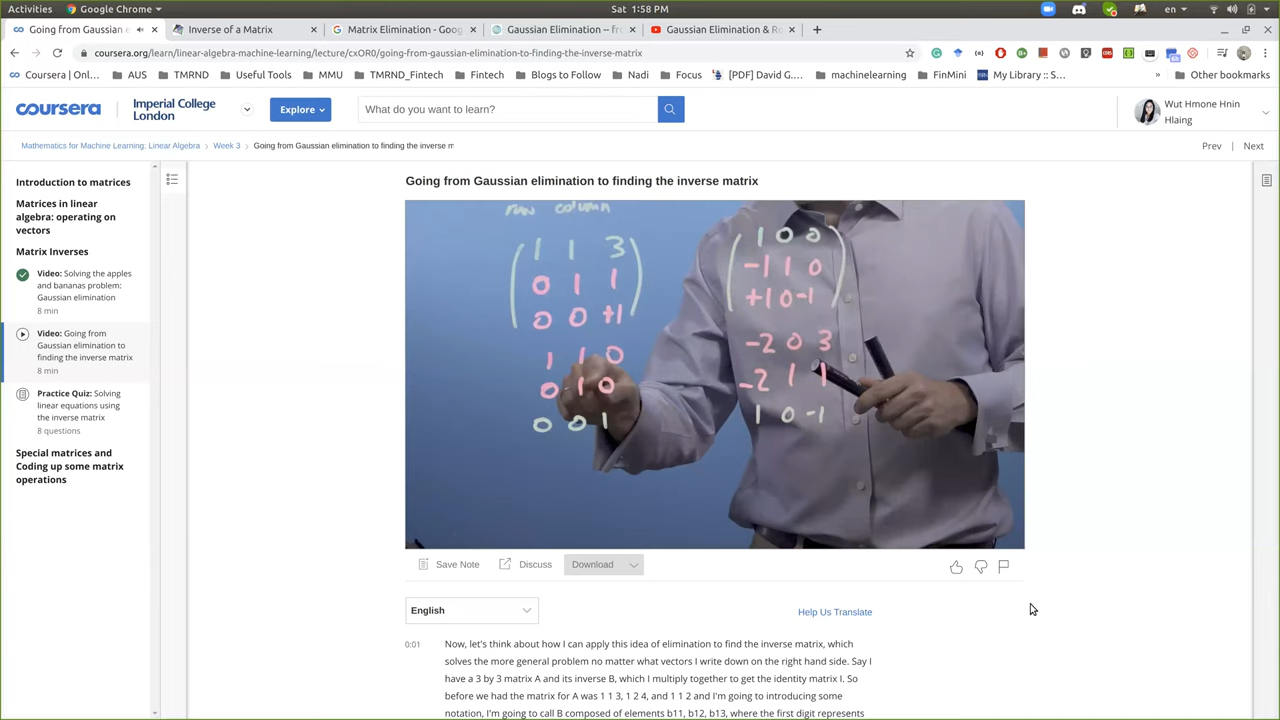 Activities
Google Chrome
Sat 1:58 PM
en
Going from Gaussian e
Inverse of a Matrix
Matrix Elimination - Goog
Gaussian Elimination – fro
Gaussian Elimination & Ro
coursera.org/learn/linear-algebra-machine-learning/lecture/cxOR0/going-from-gaussian-elimination-to-finding-the-inverse-matrix
Coursera | Onl...
AUS
TMRND
Useful Tools
MMU
TMRND_Fintech
Fintech
Blogs to Follow
Nadi
Focus
[PDF] David G....
machinelearning
FinMini
My Library :: S...
»
Other bookmarks
coursera
Imperial College
London
Explore
What do you want to learn?
Wut Hmone Hnin
Hlaing
Mathematics for Machine Learning: Linear Algebra > Week 3 > Going from Gaussian elimination to finding the inverse m
Prev | Next
Introduction to matrices
Matrices in linear
algebra: operating on
vectors
Matrix Inverses
Video: Solving the apples
and bananas problem:
Gaussian elimination
8 min
Video: Going from
Gaussian elimination to
finding the inverse matrix
8 min
Practice Quiz: Solving
linear equations using
the inverse matrix
8 questions
Special matrices and
Coding up some matrix
operations
Going from Gaussian elimination to finding the inverse matrix
row column
1 1 3
0 1 1
0 0 +1
1 1 0
0 1 0
0 0 1
1 0 0
-1 1 0
+1 0 -1
-2 0 3
-2 1 1
1 0 -1
Save Note
Discuss
Download
English
Help Us Translate
0:01
Now, let's think about how I can apply this idea of elimination to find the inverse matrix, which
solves the more general problem no matter what vectors I write down on the right hand side. Say I
have a 3 by 3 matrix A and its inverse B, which I multiply together to get the identity matrix I. So
before we had the matrix for A was 1 1 3, 1 2 4, and 1 1 2 and I'm going to introducing some
notation, I'm going to call B composed of elements b11, b12, b13, where the first digit represents